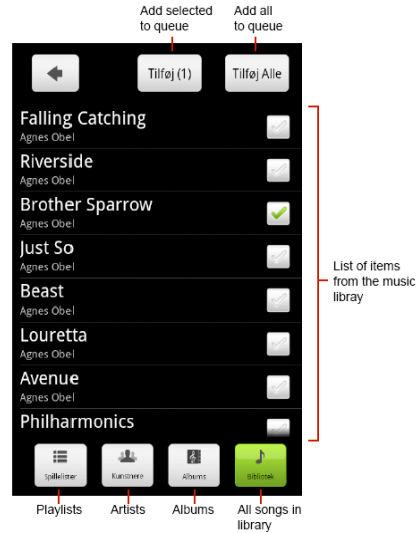 Add selected
to queue
Add all
to queue
Tilføj (1)
Tilføj Alle
Falling Catching
Agnes Obel
Riverside
Agnes Obel
Brother Sparrow
Agnes Obel
Just So
Agnes Obel
Beast
Agnes Obel
Louretta
Agnes Obel
Avenue
Agnes Obel
Philharmonics
List of items
from the music
libray
Spillelister
Kunstnere
Albums
Bibliotek
Playlists
Artists
Albums
All songs in
library